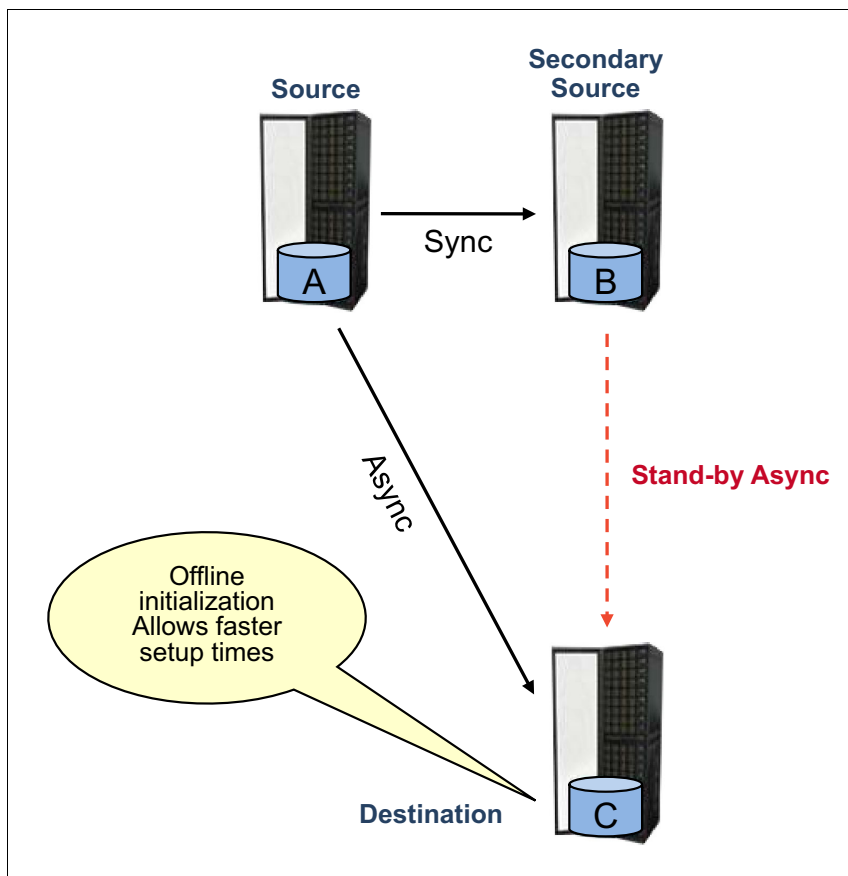 Source
Secondary
Source
Sync
A
B
Async
Stand-by Async
Offline
initialization
Allows faster
setup times
Destination
C